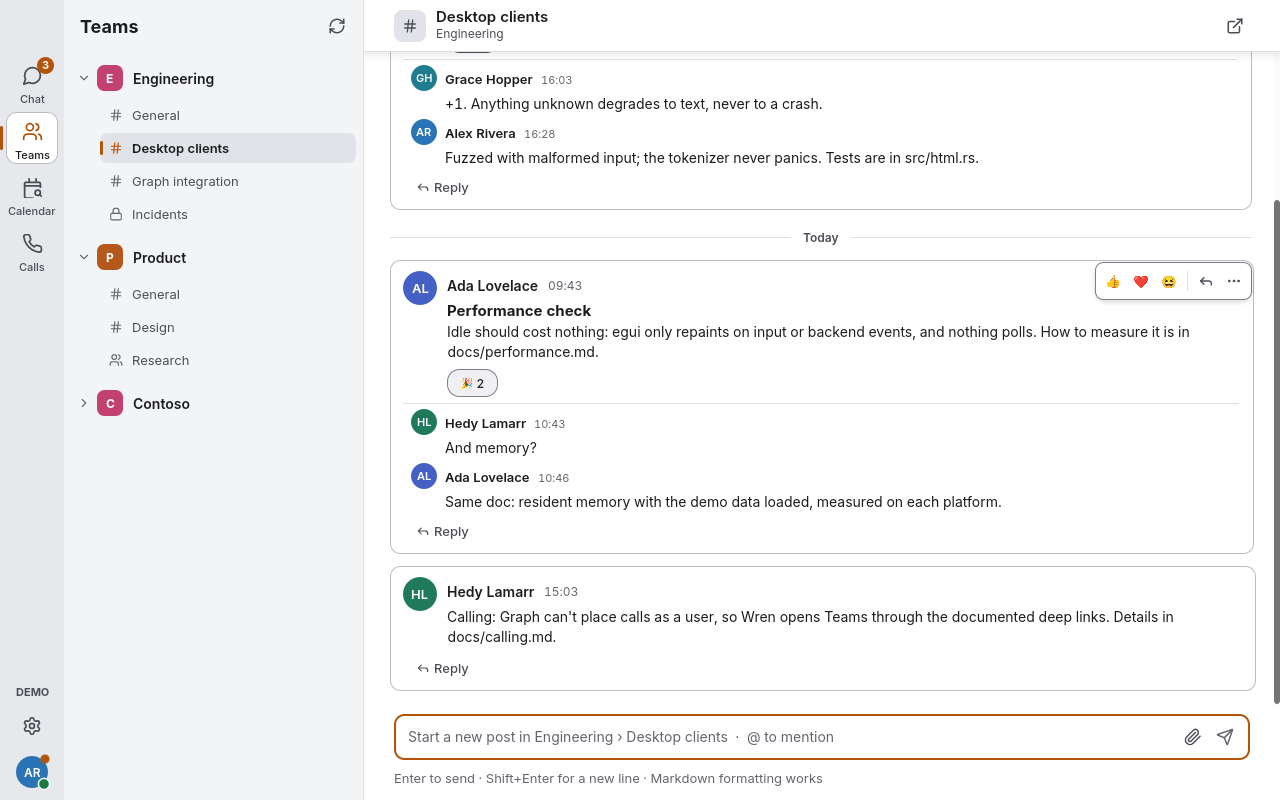 Teams
Desktop clients
Engineering
3
Chat
Teams
Calendar
Calls
E Engineering
General
Desktop clients
Graph integration
Incidents
P Product
General
Design
Research
C Contoso
DEMO
AR
GH Grace Hopper 16:03
+1. Anything unknown degrades to text, never to a crash.
AR Alex Rivera 16:28
Fuzzed with malformed input; the tokenizer never panics. Tests are in src/html.rs.
Reply
Today
AL Ada Lovelace 09:43
Performance check
Idle should cost nothing: egui only repaints on input or backend events, and nothing polls. How to measure it is in
docs/performance.md.
🎉 2
HL Hedy Lamarr 10:43
And memory?
AL Ada Lovelace 10:46
Same doc: resident memory with the demo data loaded, measured on each platform.
Reply
HL Hedy Lamarr 15:03
Calling: Graph can't place calls as a user, so Wren opens Teams through the documented deep links. Details in
docs/calling.md.
Reply
Start a new post in Engineering › Desktop clients · @ to mention
Enter to send · Shift+Enter for a new line · Markdown formatting works